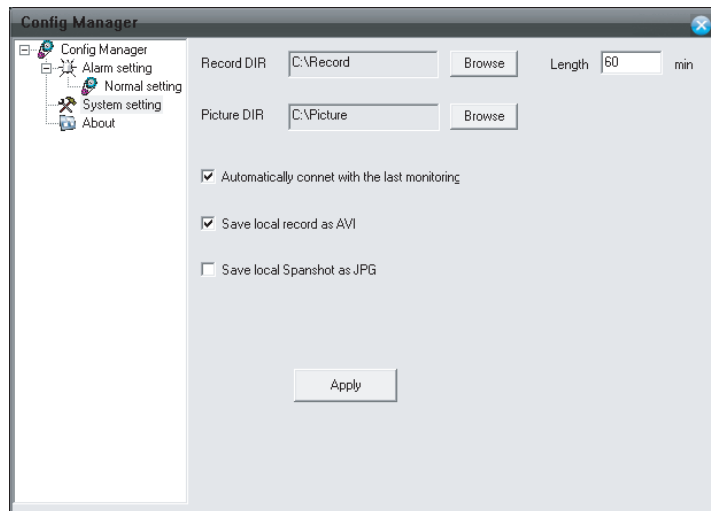 Config Manager
Config Manager
Alarm setting
Normal setting
System setting
About
Record DIR C:\Record Browse Length 60 min
Picture DIR C:\Picture Browse
Automatically connet with the last monitoring
Save local record as AVI
Save local Spanshot as JPG
Apply